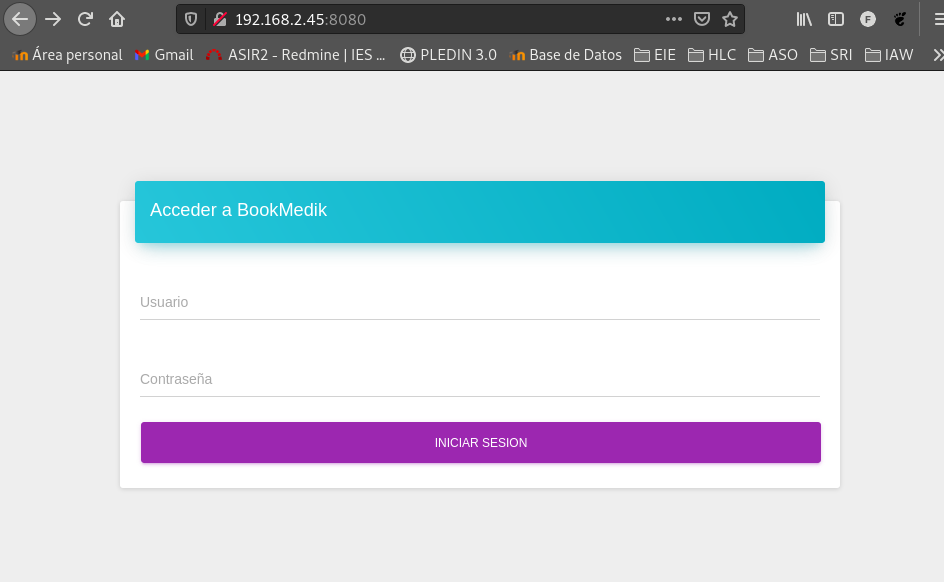 192.168.2.45:8080
Área personal Gmail ASIR2 - Redmine | IES ... PLEDIN 3.0 Base de Datos EIE HLC ASO SRI IAW
Acceder a BookMedik
Usuario
Contraseña
INICIAR SESION